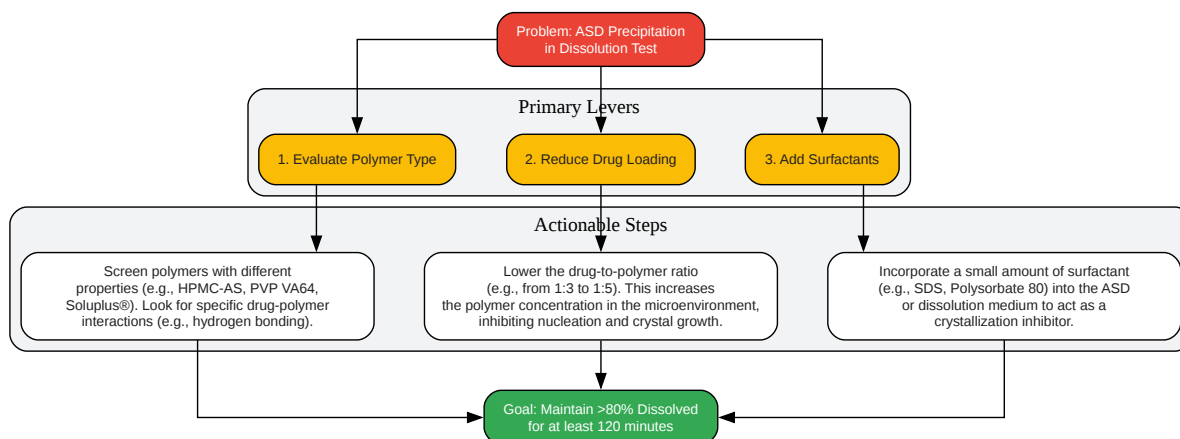 Problem: ASD Precipitation
in Dissolution Test
Primary Levers
1. Evaluate Polymer Type
2. Reduce Drug Loading
3. Add Surfactants
Actionable Steps
Screen polymers with different
properties (e.g., HPMC-AS, PVP VA64,
Soluplus®). Look for specific drug-polymer
interactions (e.g., hydrogen bonding).
Lower the drug-to-polymer ratio
(e.g., from 1:3 to 1:5). This increases
the polymer concentration in the microenvironment,
inhibiting nucleation and crystal growth.
Incorporate a small amount of surfactant
(e.g., SDS, Polysorbate 80) into the ASD
or dissolution medium to act as a
crystallization inhibitor.
Goal: Maintain >80% Dissolved
for at least 120 minutes